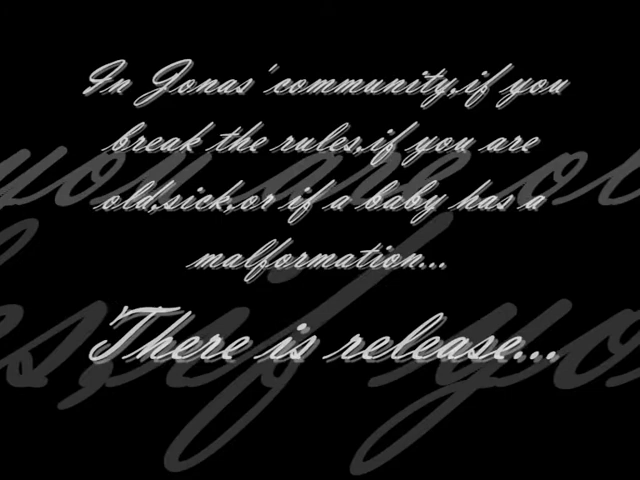 In Jonas' community,if you
break the rules,if you are
old,sick,or if a baby has a
malformation...
There is release...